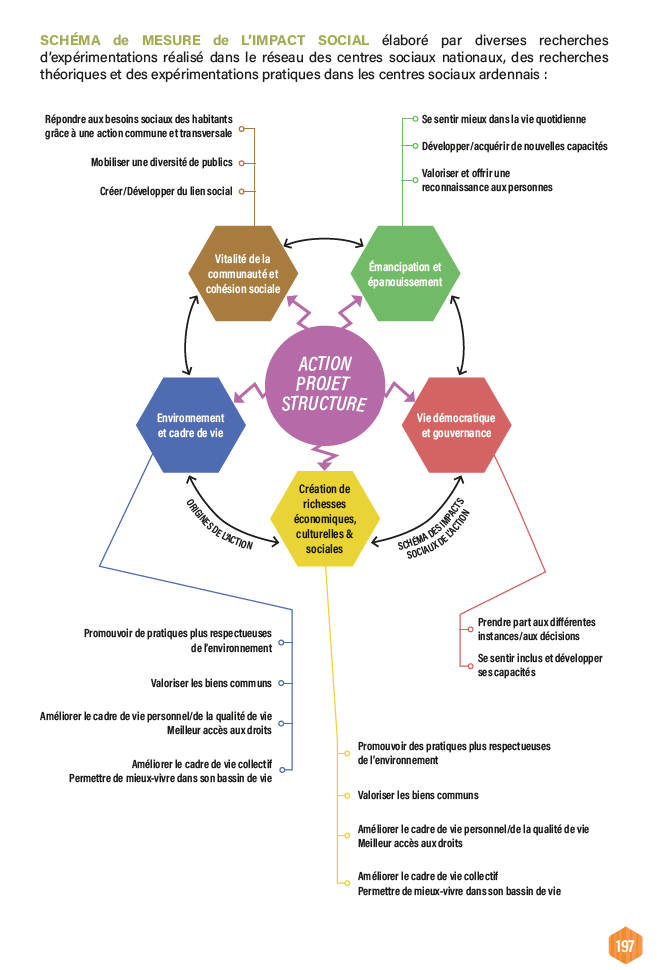 SCHÉMA de MESURE de L'IMPACT SOCIAL élaboré par diverses recherches
d'expérimentations réalisé dans le réseau des centres sociaux nationaux, des recherches
théoriques et des expérimentations pratiques dans les centres sociaux ardennais :
Répondre aux besoins sociaux des habitants
grâce à une action commune et transversale
Mobiliser une diversité de publics
Créer/Développer du lien social
Se sentir mieux dans la vie quotidienne
Développer/acquérir de nouvelles capacités
Valoriser et offrir une
reconnaissance aux personnes
Vitalité de la
communauté et
cohésion sociale
Émancipation et
épanouissement
ACTION
PROJET
STRUCTURE
Environnement
et cadre de vie
Vie démocratique
et gouvernance
Création de
richesses
économiques,
culturelles &
sociales
ORIGINES DE L'ACTION
SCHÉMA DES IMPACTS
SOCIAUX DE L'ACTION
Promouvoir de pratiques plus respectueuses
de l'environnement
Valoriser les biens communs
Améliorer le cadre de vie personnel/de la qualité de vie
Meilleur accès aux droits
Améliorer le cadre de vie collectif
Permettre de mieux-vivre dans son bassin de vie
Prendre part aux différentes
instances/aux décisions
Se sentir inclus et développer
ses capacités
Promouvoir des pratiques plus respectueuses
de l'environnement
Valoriser les biens communs
Améliorer le cadre de vie personnel/de la qualité de vie
Meilleur accès aux droits
Améliorer le cadre de vie collectif
Permettre de mieux-vivre dans son bassin de vie
197